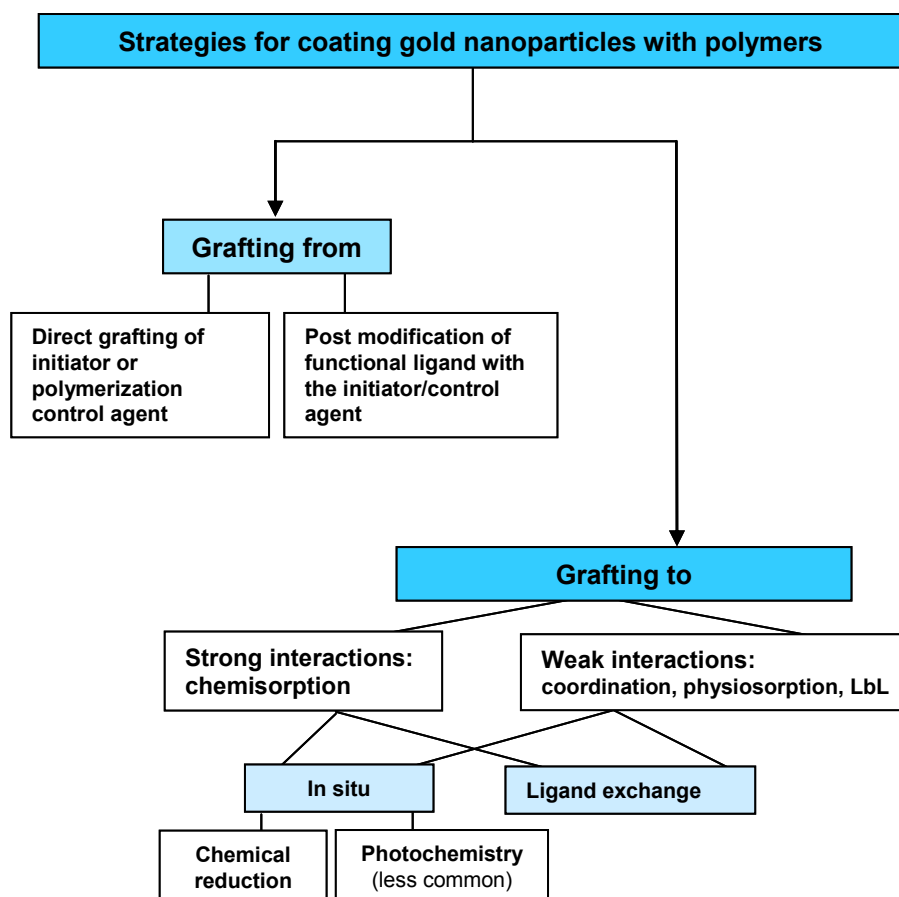 Strategies for coating gold nanoparticles with polymers
Grafting from
Direct grafting of
initiator or
polymerization
control agent
Post modification of
functional ligand with
the initiator/control
agent
Grafting to
Strong interactions:
chemisorption
Weak interactions:
coordination, physiosorption, LbL
In situ
Ligand exchange
Chemical
reduction
Photochemistry
(less common)